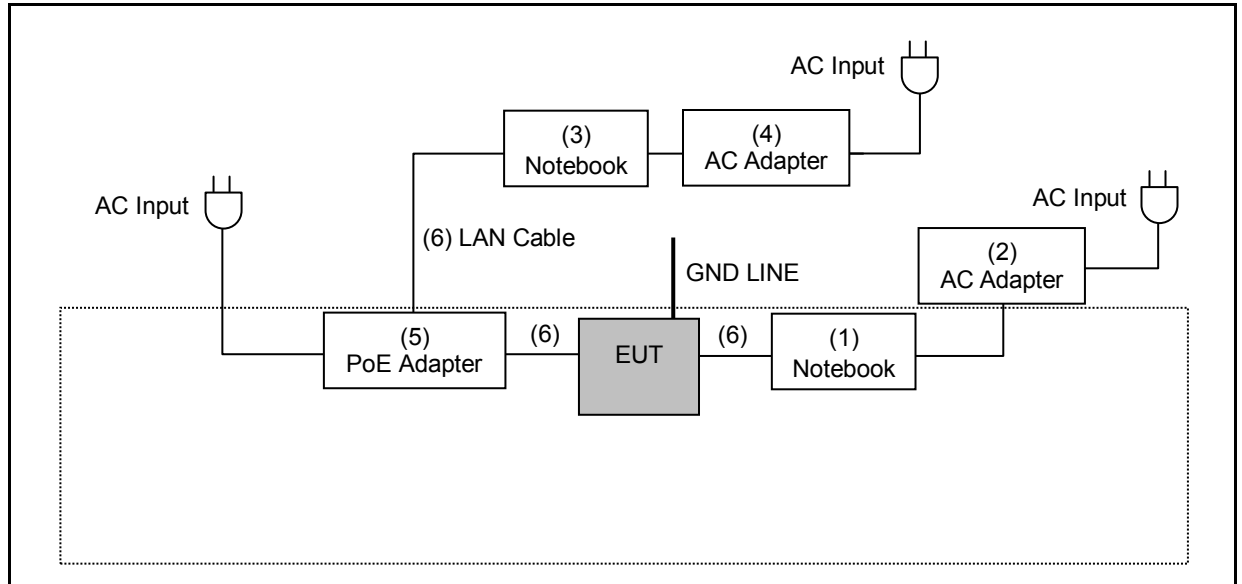 AC Input
(3)
Notebook
(4)
AC Adapter
AC Input
AC Input
(6) LAN Cable
(2)
AC Adapter
GND LINE
(5)
PoE Adapter
(6)
EUT
(6)
(1)
Notebook